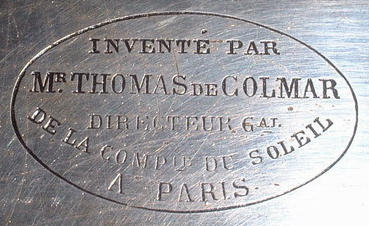 INVENTÉ PAR
MR THOMAS DE COLMAR
DIRECTEUR GAL
DE LA COMPIE DU SOLEIL
A PARIS